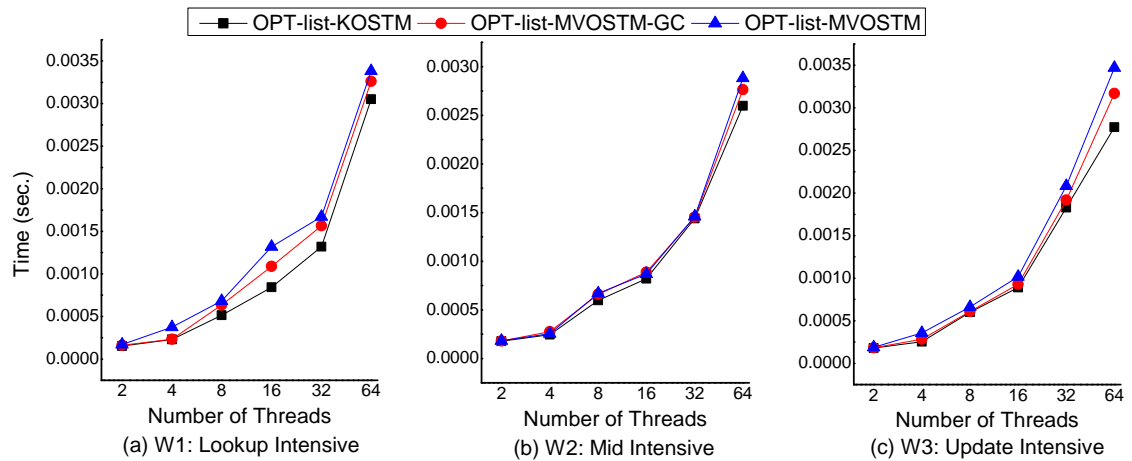 OPT-list-KOSTM OPT-list-MVOSTM-GC OPT-list-MVOSTM
Time (sec.)
0.0035
0.0030
0.0025
0.0020
0.0015
0.0010
0.0005
0.0000
2 4 8 16 32 64
Number of Threads
(a) W1: Lookup Intensive
0.0030
0.0025
0.0020
0.0015
0.0010
0.0005
0.0000
2 4 8 16 32 64
Number of Threads
(b) W2: Mid Intensive
0.0035
0.0030
0.0025
0.0020
0.0015
0.0010
0.0005
0.0000
2 4 8 16 32 64
Number of Threads
(c) W3: Update Intensive